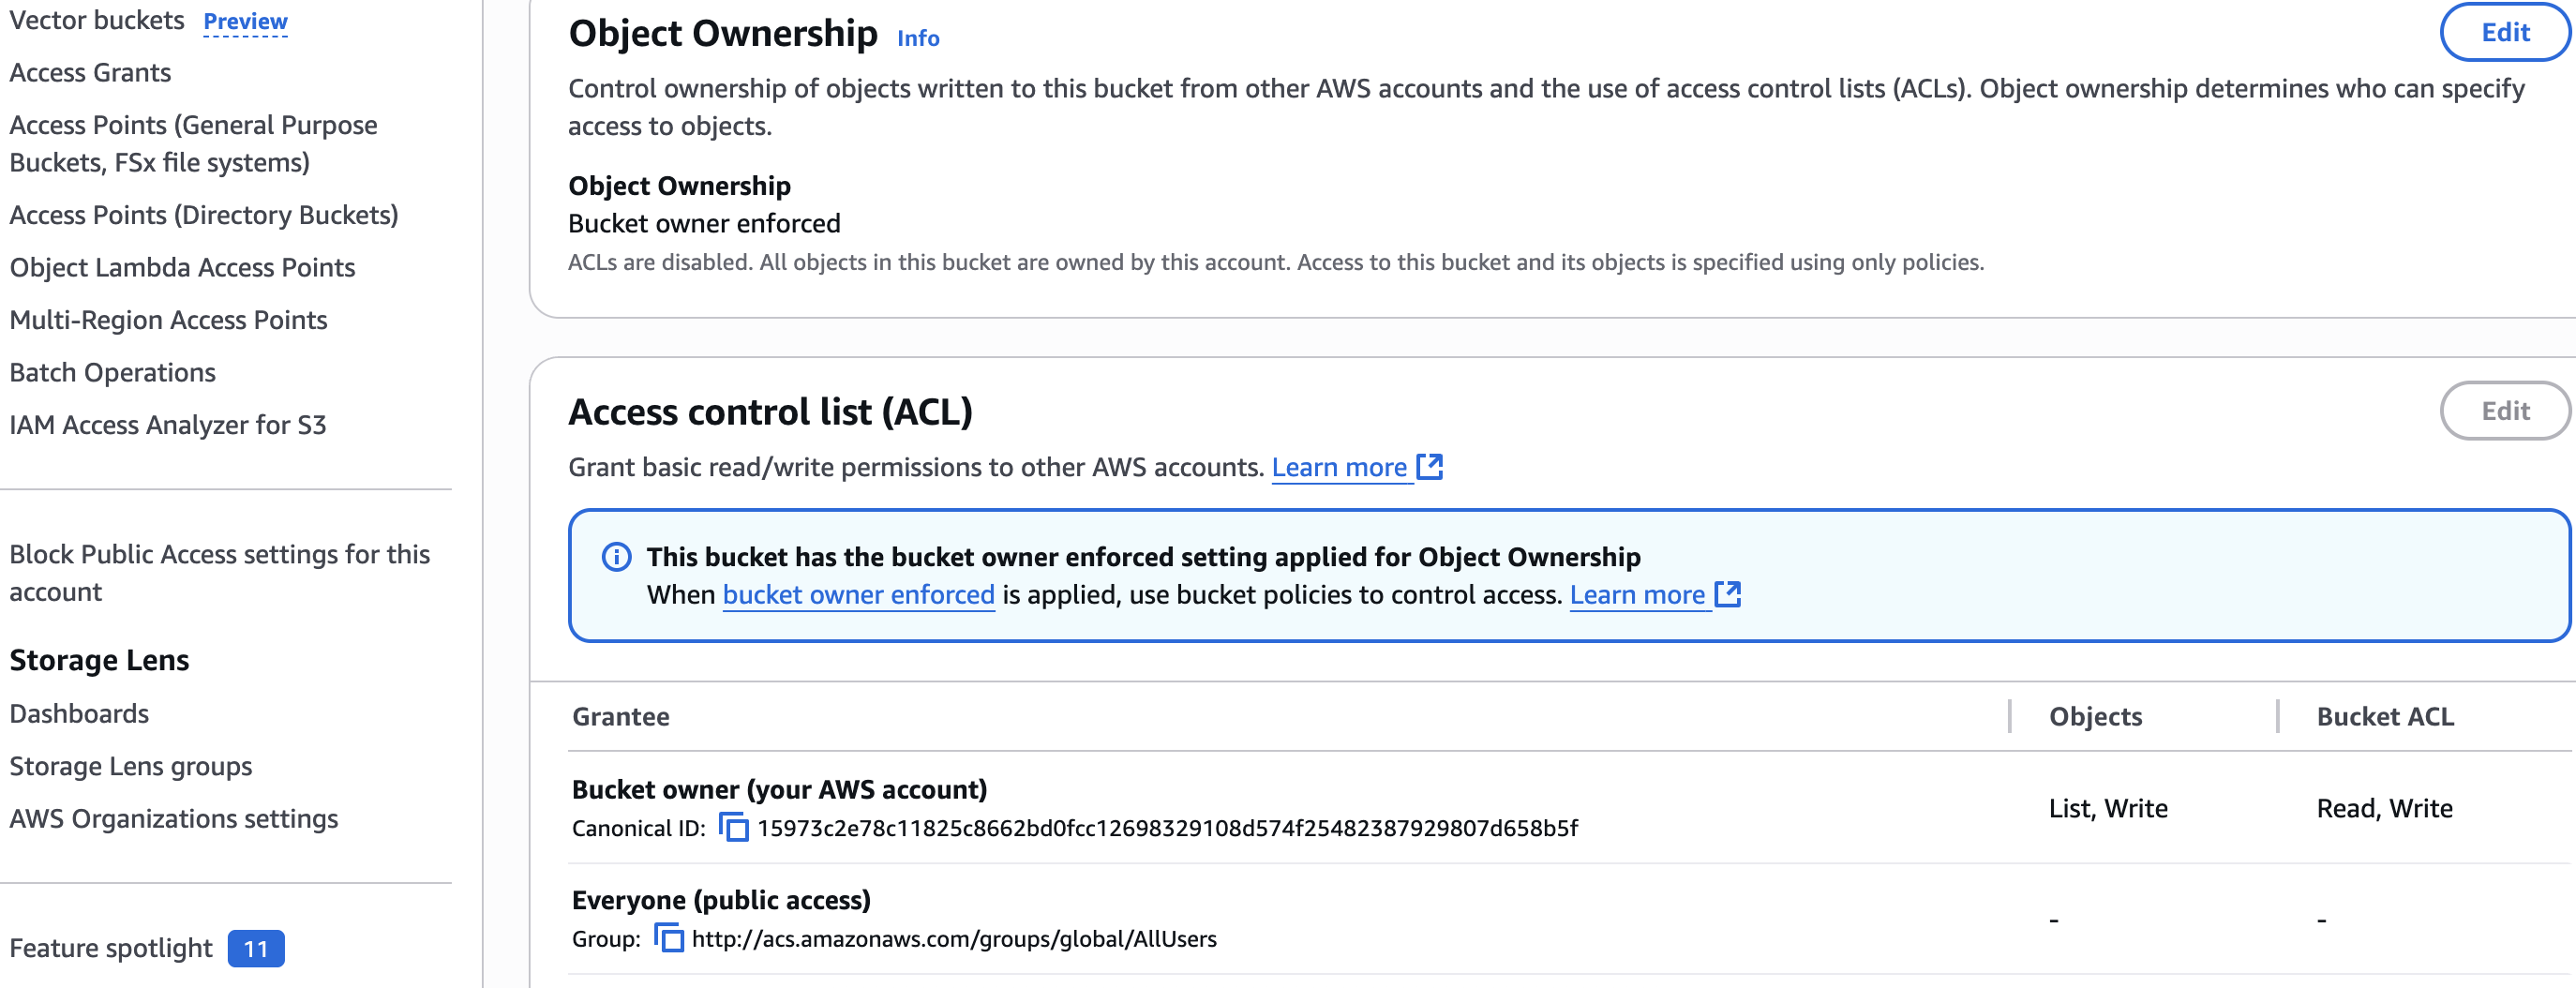 Vector buckets Preview
Access Grants
Access Points (General Purpose
Buckets, FSx file systems)
Access Points (Directory Buckets)
Object Lambda Access Points
Multi-Region Access Points
Batch Operations
IAM Access Analyzer for S3
Block Public Access settings for this
account
Storage Lens
Dashboards
Storage Lens groups
AWS Organizations settings
Feature spotlight 11
Object Ownership Info
Edit
Control ownership of objects written to this bucket from other AWS accounts and the use of access control lists (ACLs). Object ownership determines who can specify
access to objects.
Object Ownership
Bucket owner enforced
ACLs are disabled. All objects in this bucket are owned by this account. Access to this bucket and its objects is specified using only policies.
Access control list (ACL)
Edit
Grant basic read/write permissions to other AWS accounts. Learn more
This bucket has the bucket owner enforced setting applied for Object Ownership
When bucket owner enforced is applied, use bucket policies to control access. Learn more
Grantee Objects Bucket ACL
Bucket owner (your AWS account)
Canonical ID: 15973c2e78c11825c8662bd0fcc12698329108d574f25482387929807d658b5f
List, Write Read, Write
Everyone (public access)
Group: http://acs.amazonaws.com/groups/global/AllUsers
- -